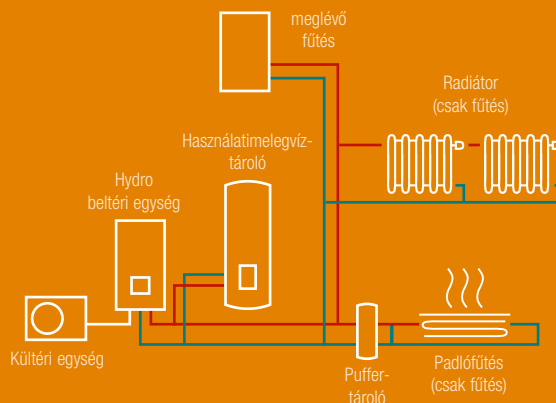 meglévő
fűtés
Radiátor
(csak fűtés)
Használatimelegvíz-
tároló
Hydro
beltéri egység
Kültéri egység
Puffer-
tároló
Padlófűtés
(csak fűtés)